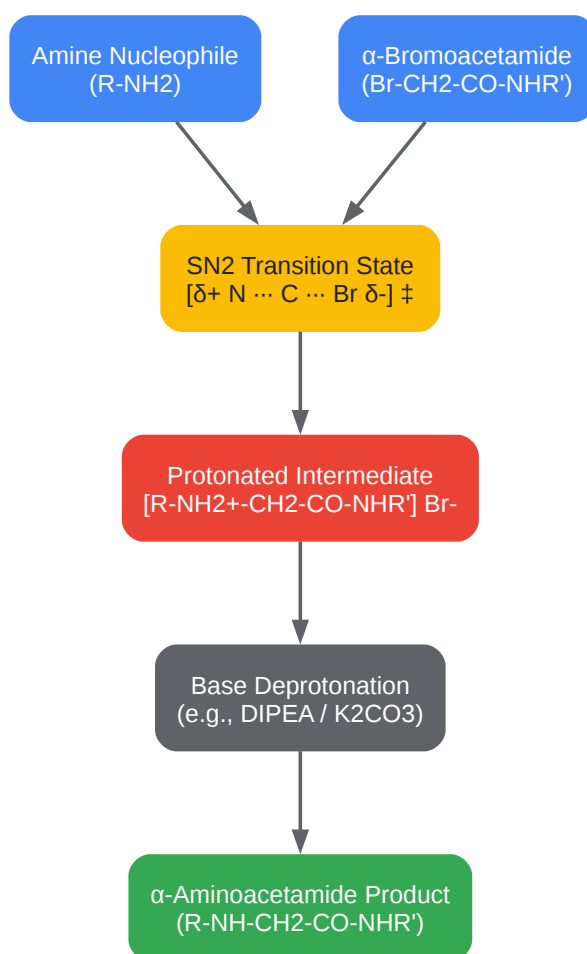 Amine Nucleophile
(R-NH2)
α-Bromoacetamide
(Br-CH2-CO-NHR')
SN2 Transition State
[δ+ N ··· C ··· Br δ-] ‡
Protonated Intermediate
[R-NH2+-CH2-CO-NHR'] Br-
Base Deprotonation
(e.g., DIPEA / K2CO3)
α-Aminoacetamide Product
(R-NH-CH2-CO-NHR')